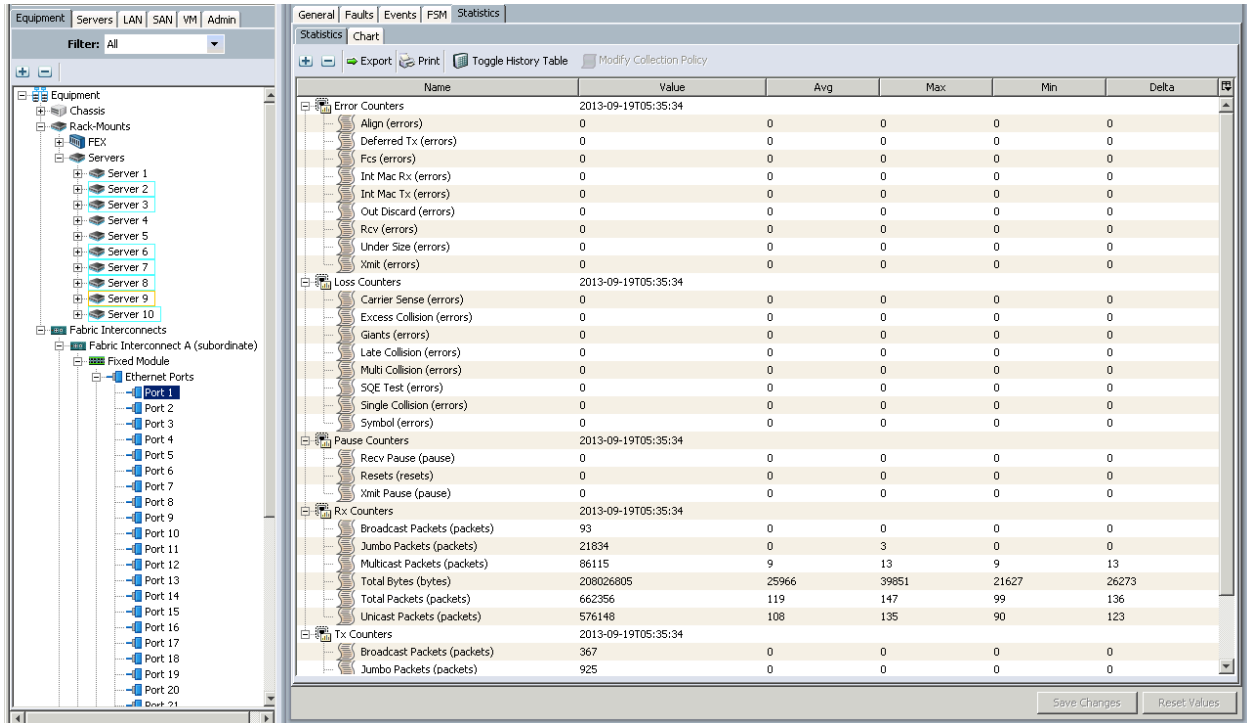 Equipment Servers LAN SAN VM Admin
Filter: All
Equipment
Chassis
Rack-Mounts
FEX
Servers
Server 1
Server 2
Server 3
Server 4
Server 5
Server 6
Server 7
Server 8
Server 9
Server 10
Fabric Interconnects
Fabric Interconnect A (subordinate)
Fixed Module
Ethernet Ports
Port 1
Port 2
Port 3
Port 4
Port 5
Port 6
Port 7
Port 8
Port 9
Port 10
Port 11
Port 12
Port 13
Port 14
Port 15
Port 16
Port 17
Port 18
Port 19
Port 20
Port 21
General Faults Events FSM Statistics
Statistics Chart
Export Print Toggle History Table Modify Collection Policy
Name Value Avg Max Min Delta
Error Counters 2013-09-19T05:35:34
Align (errors) 0 0 0 0 0
Deferred Tx (errors) 0 0 0 0 0
Fcs (errors) 0 0 0 0 0
Int Mac Rx (errors) 0 0 0 0 0
Int Mac Tx (errors) 0 0 0 0 0
Out Discard (errors) 0 0 0 0 0
Rcv (errors) 0 0 0 0 0
Under Size (errors) 0 0 0 0 0
Xmit (errors) 0 0 0 0 0
Loss Counters 2013-09-19T05:35:34
Carrier Sense (errors) 0 0 0 0 0
Excess Collision (errors) 0 0 0 0 0
Giants (errors) 0 0 0 0 0
Late Collision (errors) 0 0 0 0 0
Multi Collision (errors) 0 0 0 0 0
SQE Test (errors) 0 0 0 0 0
Single Collision (errors) 0 0 0 0 0
Symbol (errors) 0 0 0 0 0
Pause Counters 2013-09-19T05:35:34
Recv Pause (pause) 0 0 0 0 0
Resets (resets) 0 0 0 0 0
Xmit Pause (pause) 0 0 0 0 0
Rx Counters 2013-09-19T05:35:34
Broadcast Packets (packets) 93 0 0 0 0
Jumbo Packets (packets) 21834 0 3 0 0
Multicast Packets (packets) 86115 9 13 9 13
Total Bytes (bytes) 208026805 25966 39851 21627 26273
Total Packets (packets) 662356 119 147 99 136
Unicast Packets (packets) 576148 108 135 90 123
Tx Counters 2013-09-19T05:35:34
Broadcast Packets (packets) 367 0 0 0 0
Jumbo Packets (packets) 925 0 0 0 0
Save Changes Reset Values